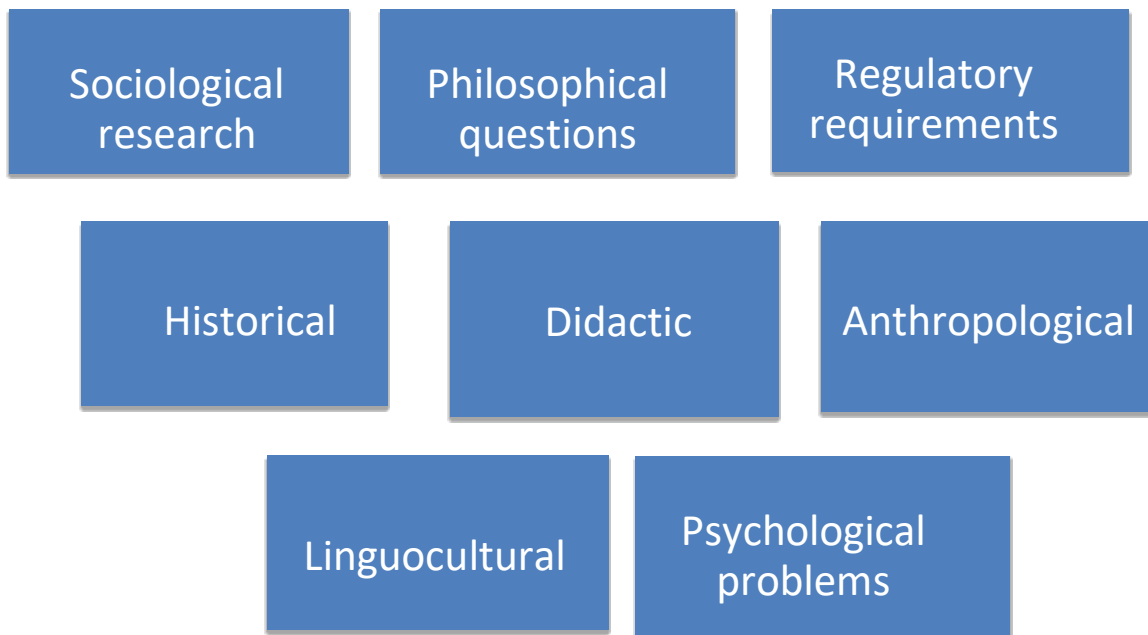 Sociological
research
Philosophical
questions
Regulatory
requirements
Historical
Didactic
Anthropological
Linguocultural
Psychological
problems